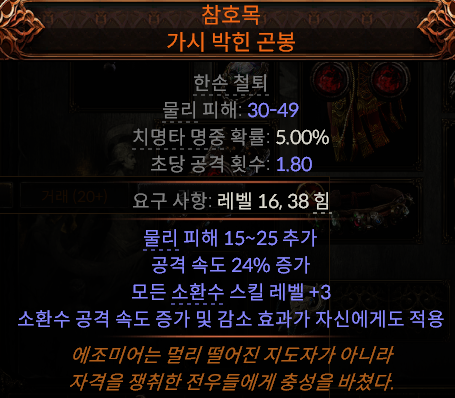 참호목
가시 박힌 곤봉
한손 철퇴
물리 피해: 30-49
치명타 명중 확률: 5.00%
초당 공격 횟수: 1.80
거래 (20+)
요구 사항: 레벨 16, 38 힘
물리 피해 15~25 추가
공격 속도 24% 증가
모든 소환수 스킬 레벨 +3
소환수 공격 속도 증가 및 감소 효과가 자신에게도 적용
에조미어는 멀리 떨어진 지도자가 아니라
자격을 쟁취한 전우들에게 충성을 바쳤다.